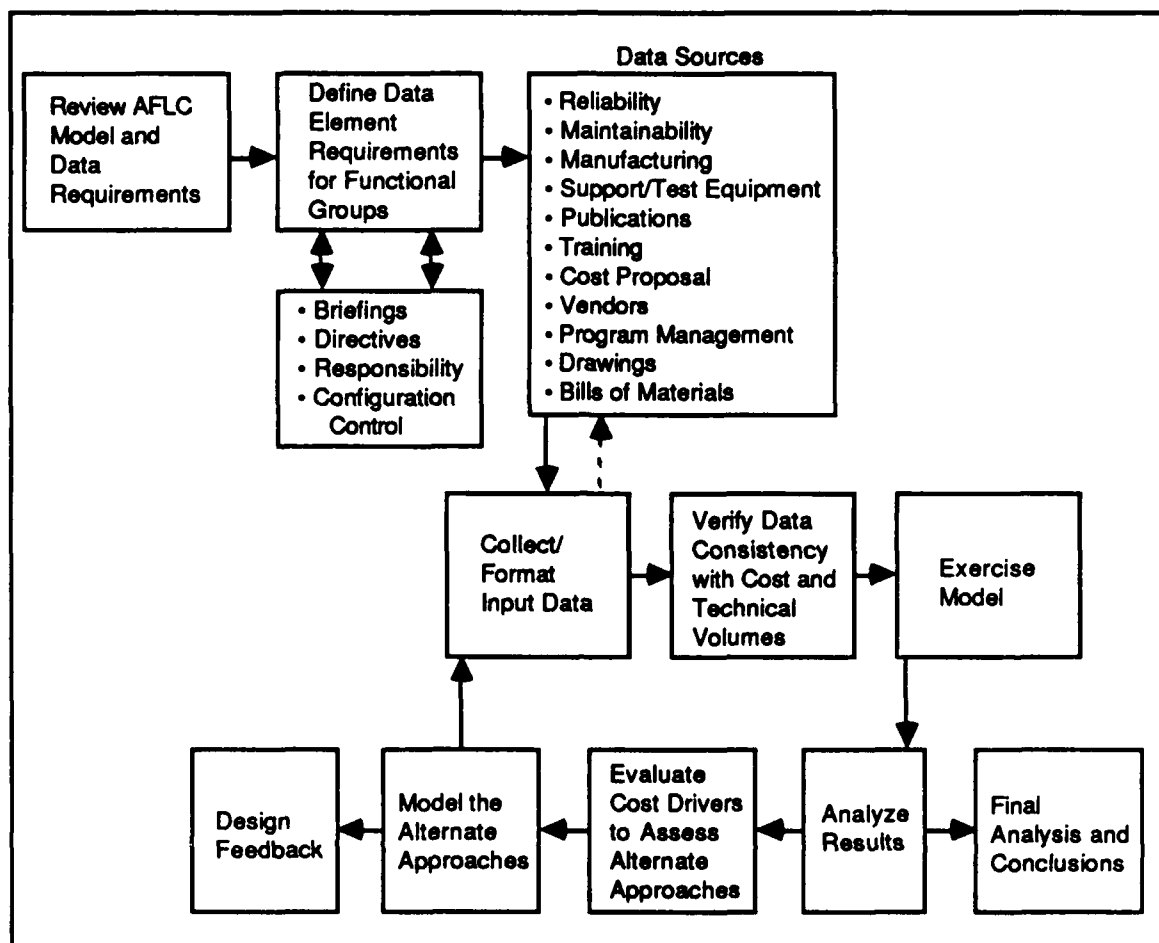 Data Sources
Review AFLC
Model and
Data
Requirements
Define Data
Element
Requirements
for Functional
Groups
• Reliability
• Maintainability
• Manufacturing
• Support/Test Equipment
• Publications
• Training
• Cost Proposal
• Vendors
• Program Management
• Drawings
• Bills of Materials
• Briefings
• Directives
• Responsibility
• Configuration
Control
Collect/
Format
Input Data
Verify Data
Consistency
with Cost and
Technical
Volumes
Exercise
Model
Design
Feedback
Model the
Alternate
Approaches
Evaluate
Cost Drivers
to Assess
Alternate
Approaches
Analyze
Results
Final
Analysis and
Conclusions